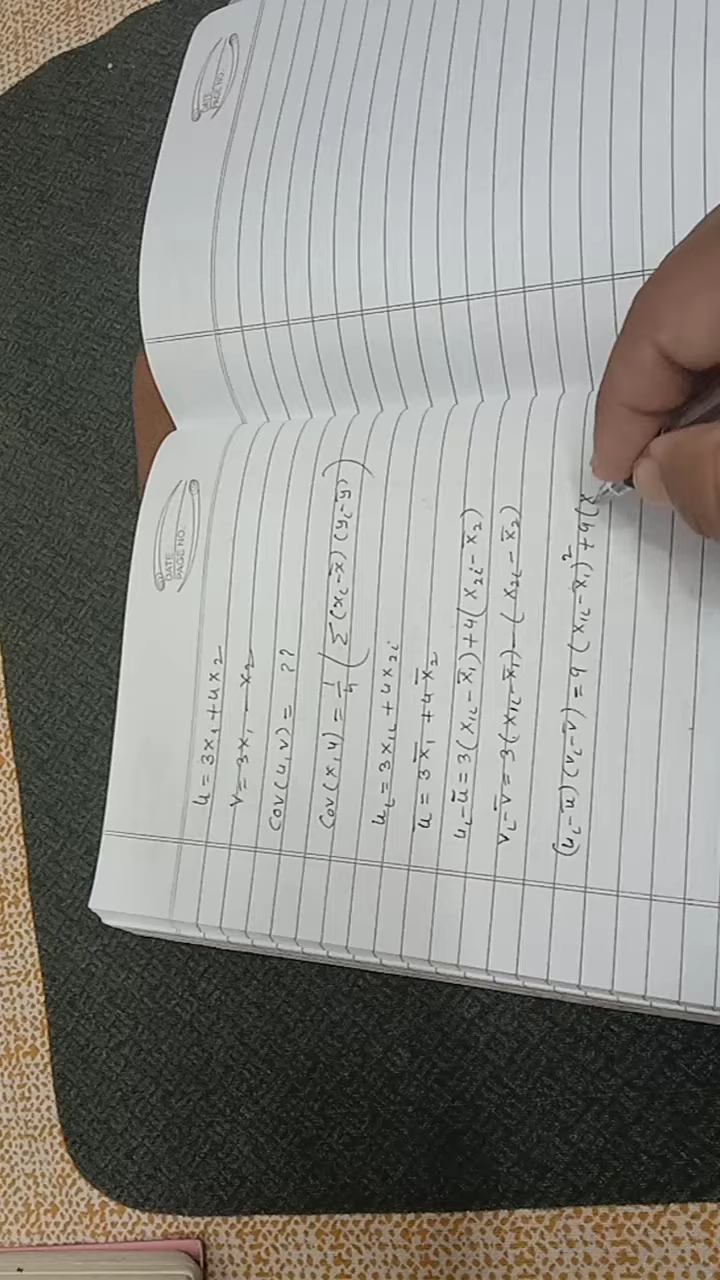 DATE
PAGE NO.
u = 3x₁ + 4x₂
v = 3x₁ - x₂
Cov(u,v) = ??
Cov(x,y) = 1/n (Σ(xᵢ-x̄)(yᵢ-ȳ))
uᵢ = 3x₁ᵢ + 4x₂ᵢ
ū = 3x̄₁ + 4x̄₂
uᵢ-ū = 3(x₁ᵢ-x̄₁) + 4(x₂ᵢ-x̄₂)
vᵢ-v̄ = 3(x₁ᵢ-x̄₁) - (x₂ᵢ-x̄₂)
(uᵢ-ū)(vᵢ-v̄) = 9(x₁ᵢ-x̄₁)² + 9(x
DATE
PAGE NO.